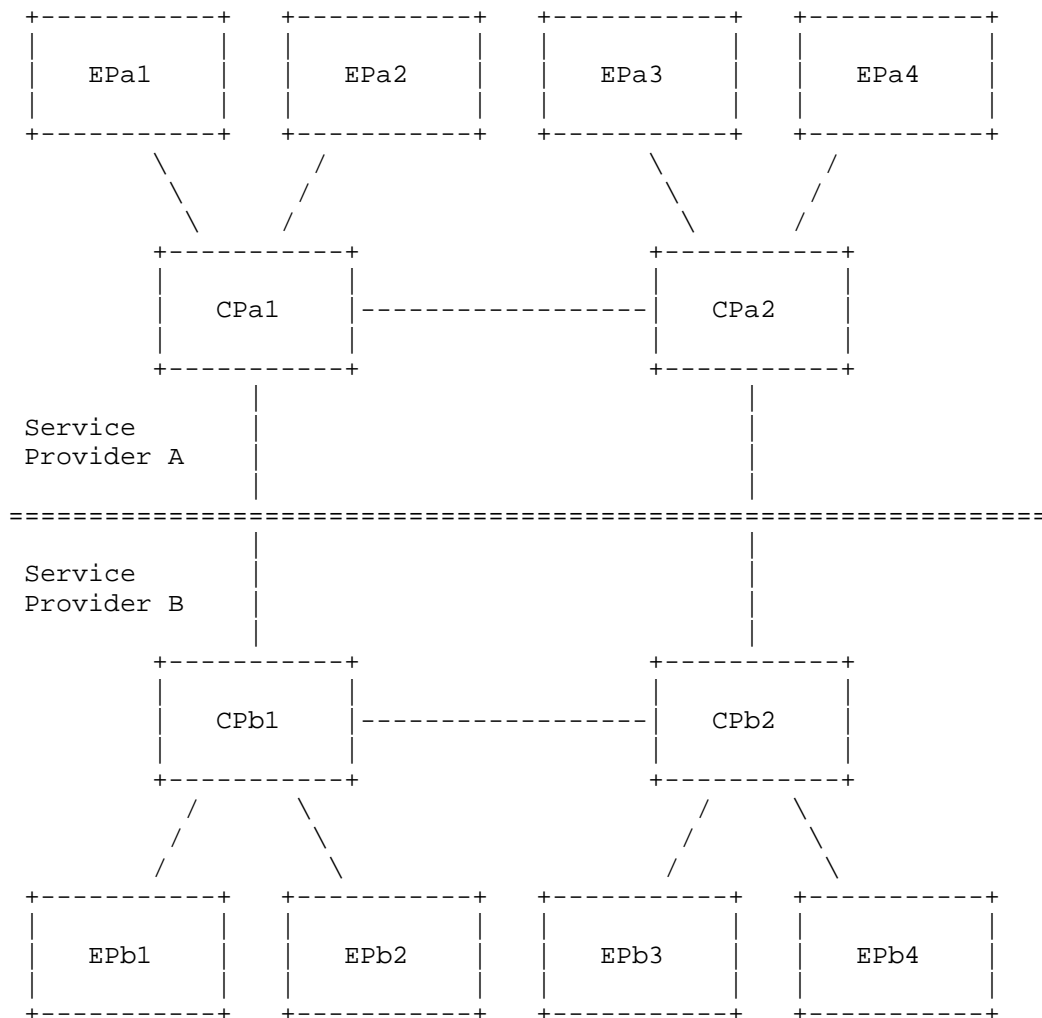 EPa1 EPa2 EPa3 EPa4
CPa1 CPa2
Service
Provider A
Service
Provider B
CPb1 CPb2
EPb1 EPb2 EPb3 EPb4